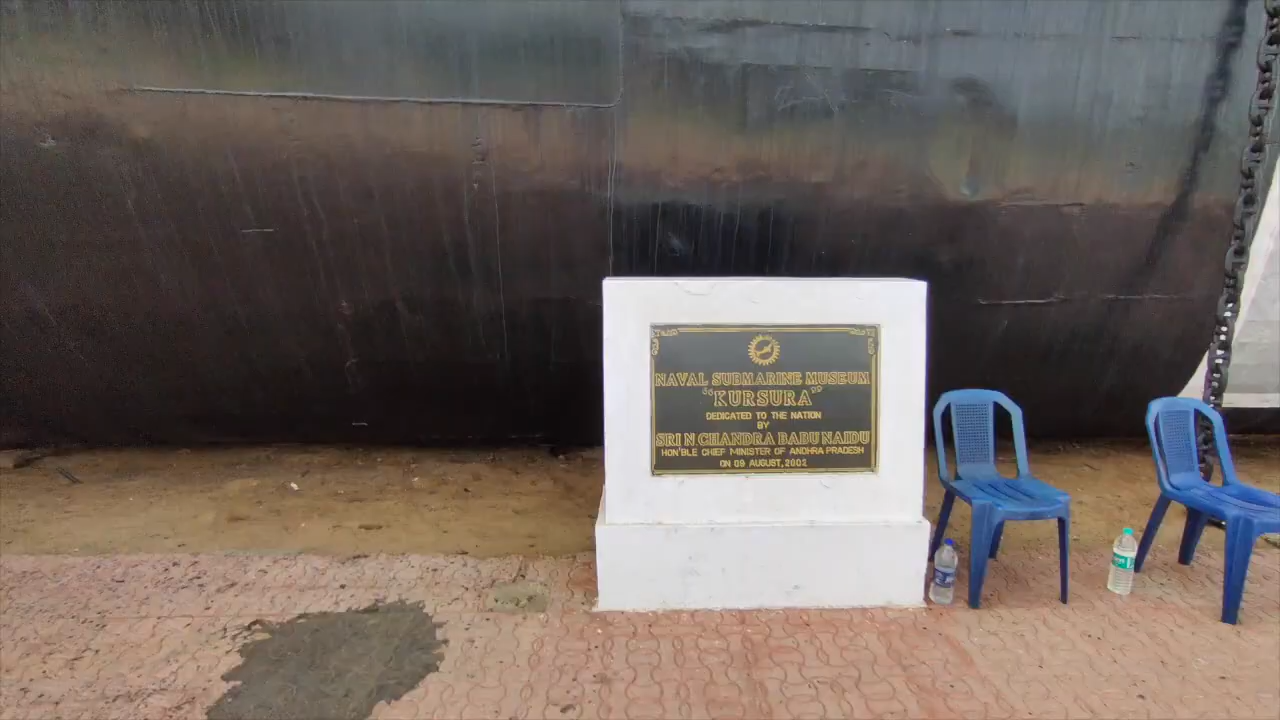 NAVAL SUBMARINE MUSEUM
"KURSURA"
DEDICATED TO THE NATION
BY
SRI N CHANDRA BABU NAIDU
HON'BLE CHIEF MINISTER OF ANDHRA PRADESH
ON 09 AUGUST, 2002